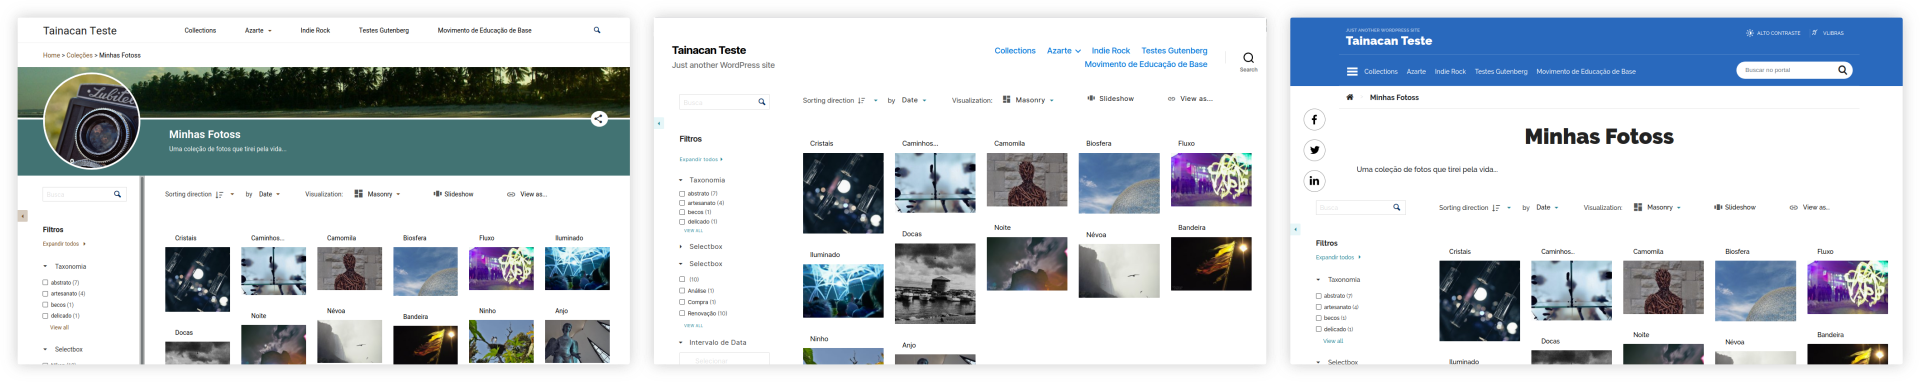 Tainacan Teste
Collections Azarte Indie Rock Testes Gutenberg Movimento de Educação de Base
Home > Coleções > Minhas Fotoss
Jubilee
Minhas Fotoss
Uma coleção de fotos que tirei pela vida...
Busca
Sorting direction by Date Visualization: Masonry Slideshow View as...
Filtros
Expandir todos
Taxonomia
abstrato (7)
artesanato (4)
becos (1)
delicado (1)
View all
Selectbox
Cristais Caminhos... Camomila Biosfera Fluxo Iluminado
Docas Noite Névoa Bandeira Ninho Anjo
Tainacan Teste
Just another WordPress site
Collections Azarte Indie Rock Testes Gutenberg
Movimento de Educação de Base
Search
Busca
Sorting direction by Date Visualization: Masonry Slideshow View as...
Filtros
Expandir todos
Taxonomia
abstrato (7)
artesanato (4)
becos (1)
delicado (1)
VIEW ALL
Selectbox
Selectbox
(10)
Análise (1)
Compra (1)
Renovação (10)
VIEW ALL
Intervalo de Data
Selecionar
Cristais Caminhos... Camomila Biosfera Fluxo
Iluminado Docas Noite Névoa Bandeira
Ninho Anjo
JUST ANOTHER WORDPRESS SITE
Tainacan Teste
ALTO CONTRASTE VLIBRAS
Collections Azarte Indie Rock Testes Gutenberg Movimento de Educação de Base
Buscar no portal
Minhas Fotoss
Minhas Fotoss
Uma coleção de fotos que tirei pela vida...
Busca
Sorting direction by Date Visualization: Masonry Slideshow View as...
Filtros
Expandir todos
Taxonomia
abstrato (7)
artesanato (4)
becos (1)
delicado (1)
View all
Selectbox
Cristais Caminhos... Camomila Biosfera Fluxo
Iluminado Docas Noite Névoa Bandeira